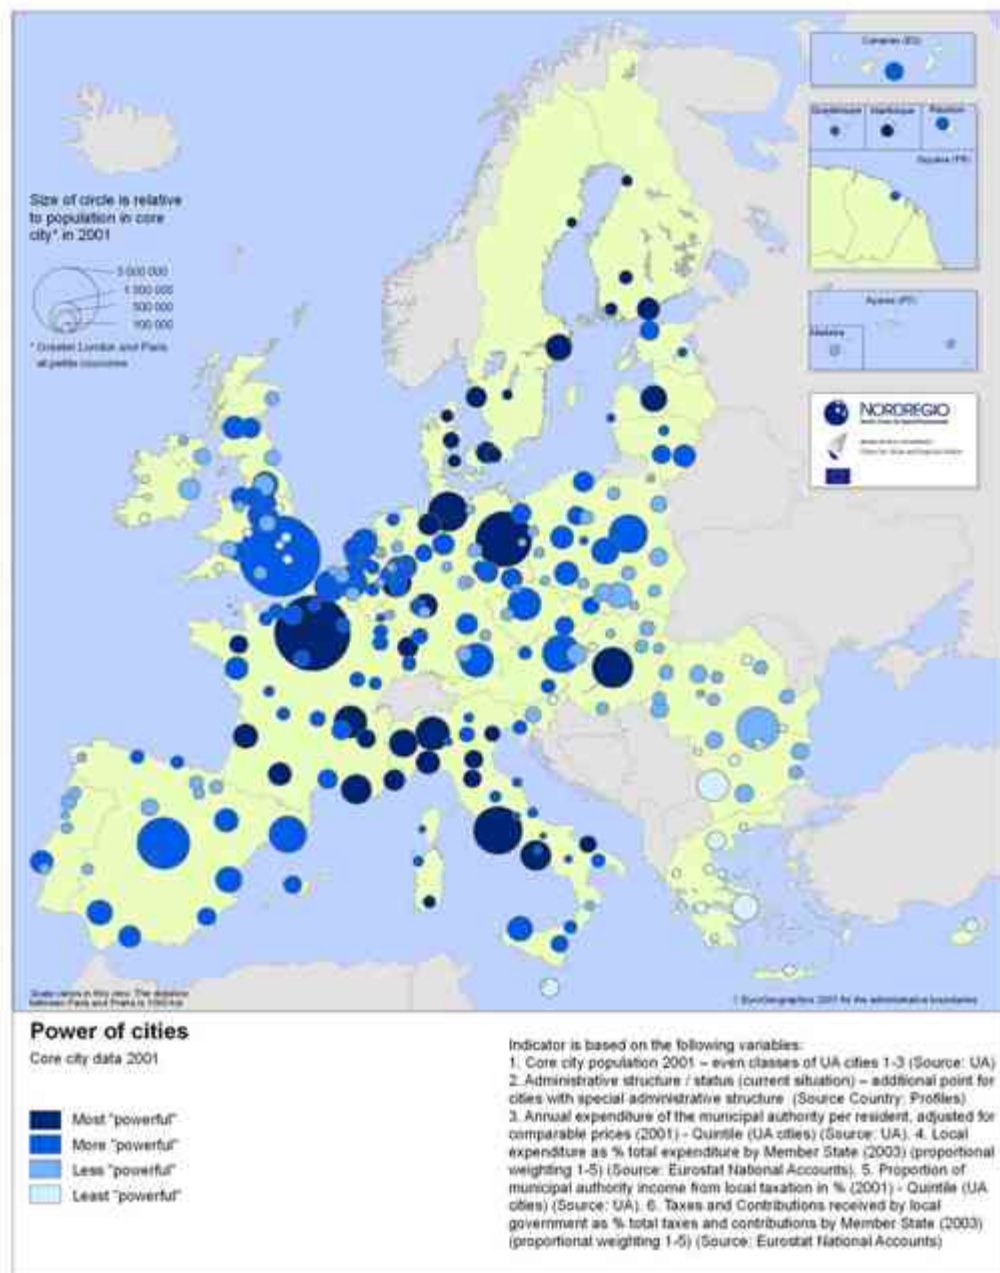 Canarias (ES)
Guadeloupe Martinique Réunion
Guyane (FR)
Size of circle is relative
to population in core
city* in 2001
5 000 000
1 000 000
500 000
100 000
* Greater London and Paris
et petite couronne
Açores (PT)
Madeira
NORDREGIO
© EuroGeographics 2007 for the administrative boundaries
Power of cities
Core city data 2001
Most "powerful"
More "powerful"
Less "powerful"
Least "powerful"
Indicator is based on the following variables:
1. Core city population 2001 – even classes of UA cities 1-3 (Source: UA)
2. Administrative structure / status (current situation) – additional point for
cities with special administrative structure (Source Country: Profiles)
3. Annual expenditure of the municipal authority per resident, adjusted for
comparable prices (2001) - Quintile (UA cities) (Source: UA). 4. Local
expenditure as % total expenditure by Member State (2003) (proportional
weighting 1-5) (Source: Eurostat National Accounts). 5. Proportion of
municipal authority income from local taxation in % (2001) - Quintile (UA
cities) (Source: UA). 6. Taxes and Contributions received by local
government as % total taxes and contributions by Member State (2003)
(proportional weighting 1-5) (Source: Eurostat National Accounts)